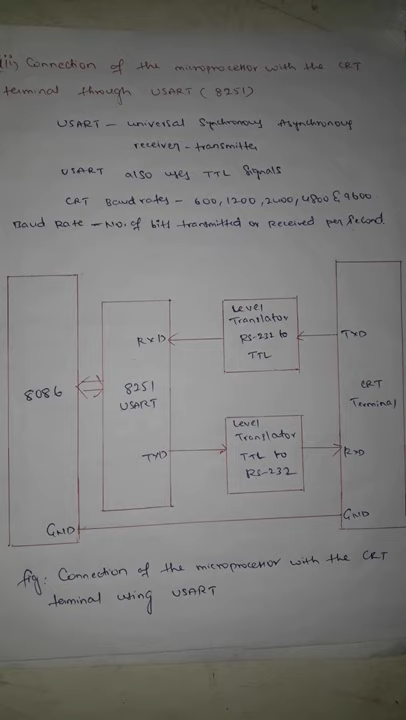 iii) Connection of the microprocessor with the CRT
terminal through USART (8251)
USART - universal Synchronous Asynchronous
receiver - transmitter
USART also uses TTL Signals
CRT Baud rates - 600, 1200, 2400, 4800 & 9600
Baud Rate - No. of bits transmitted or Received per second.
8086
GND
8251
USART
RXD
TXD
Level
Translator
RS-232 to
TTL
Level
Translator
TTL to
RS-232
TXD
CRT
Terminal
RXD
GND
fig: Connection of the microprocessor with the CRT
terminal using USART